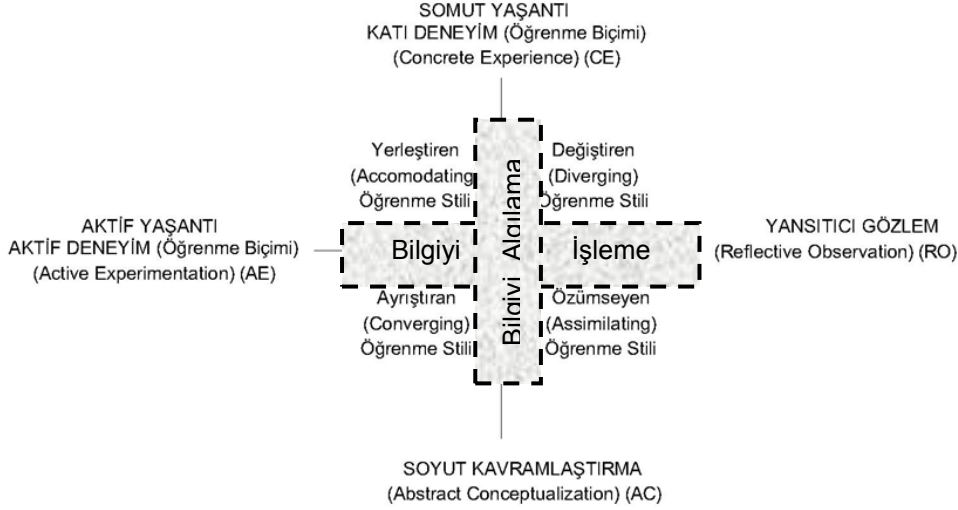 SOMUT YAŞANTI
KATI DENEYİM (Öğrenme Biçimi)
(Concrete Experience) (CE)
Yerleştiren
(Accomodating)
Öğrenme Stili
Değiştiren
(Diverging)
Öğrenme Stili
AKTİF YAŞANTI
AKTİF DENEYİM (Öğrenme Biçimi)
(Active Experimentation) (AE)
Bilgiyi İşleme
Bilgiyi Algılama
YANSITICI GÖZLEM
(Reflective Observation) (RO)
Ayrıştıran
(Converging)
Öğrenme Stili
Özümseyen
(Assimilating)
Öğrenme Stili
SOYUT KAVRAMLAŞTIRMA
(Abstract Conceptualization) (AC)